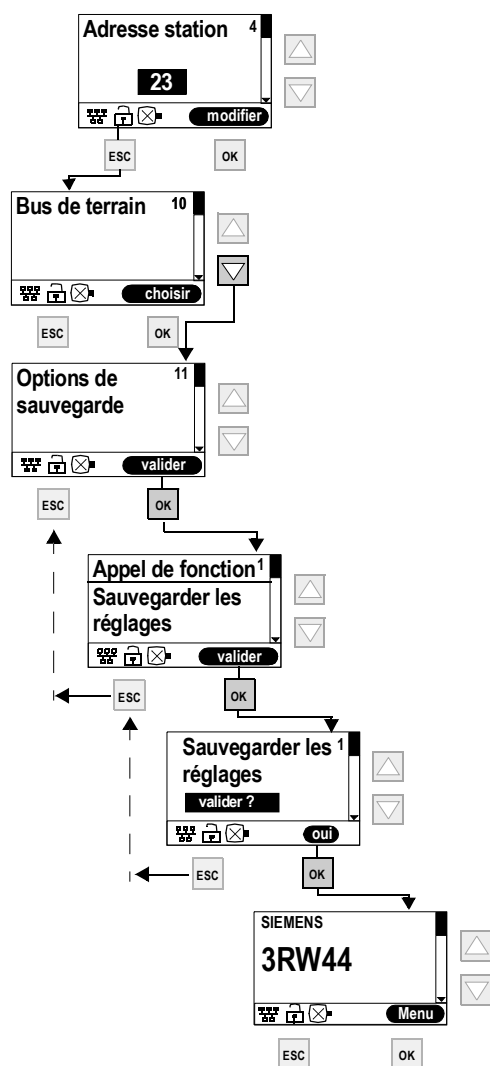 Adresse station 4
23
modifier
ESC OK
Bus de terrain 10
choisir
ESC OK
Options de 11
sauvegarde
valider
ESC OK
Appel de fonction 1
Sauvegarder les
réglages
valider
ESC OK
Sauvegarder les 1
réglages
valider ?
oui
ESC OK
SIEMENS
3RW44
Menu
ESC OK